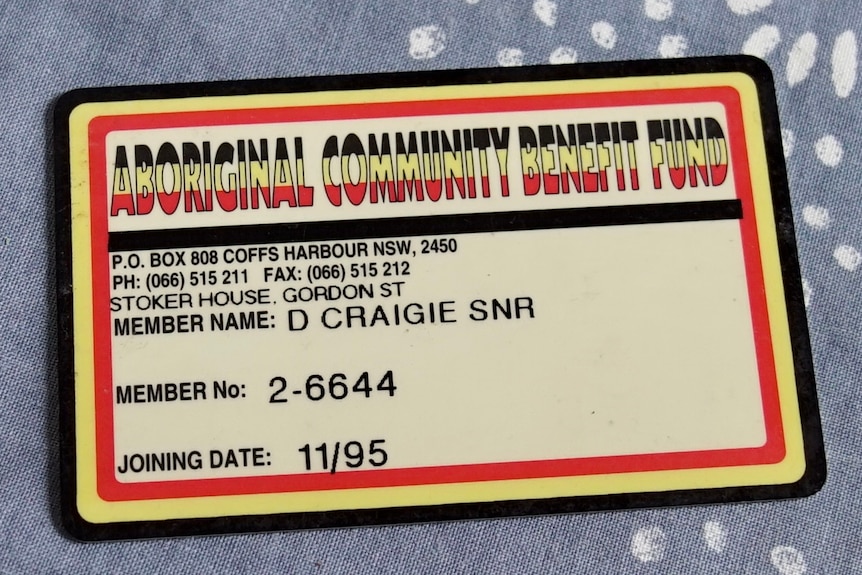 ABORIGINAL COMMUNITY BENEFIT FUND
P.O. BOX 808 COFFS HARBOUR NSW, 2450
PH: (066) 515 211 FAX: (066) 515 212
STOKER HOUSE, GORDON ST
MEMBER NAME: D CRAIGIE SNR
MEMBER No: 2-6644
JOINING DATE: 11/95